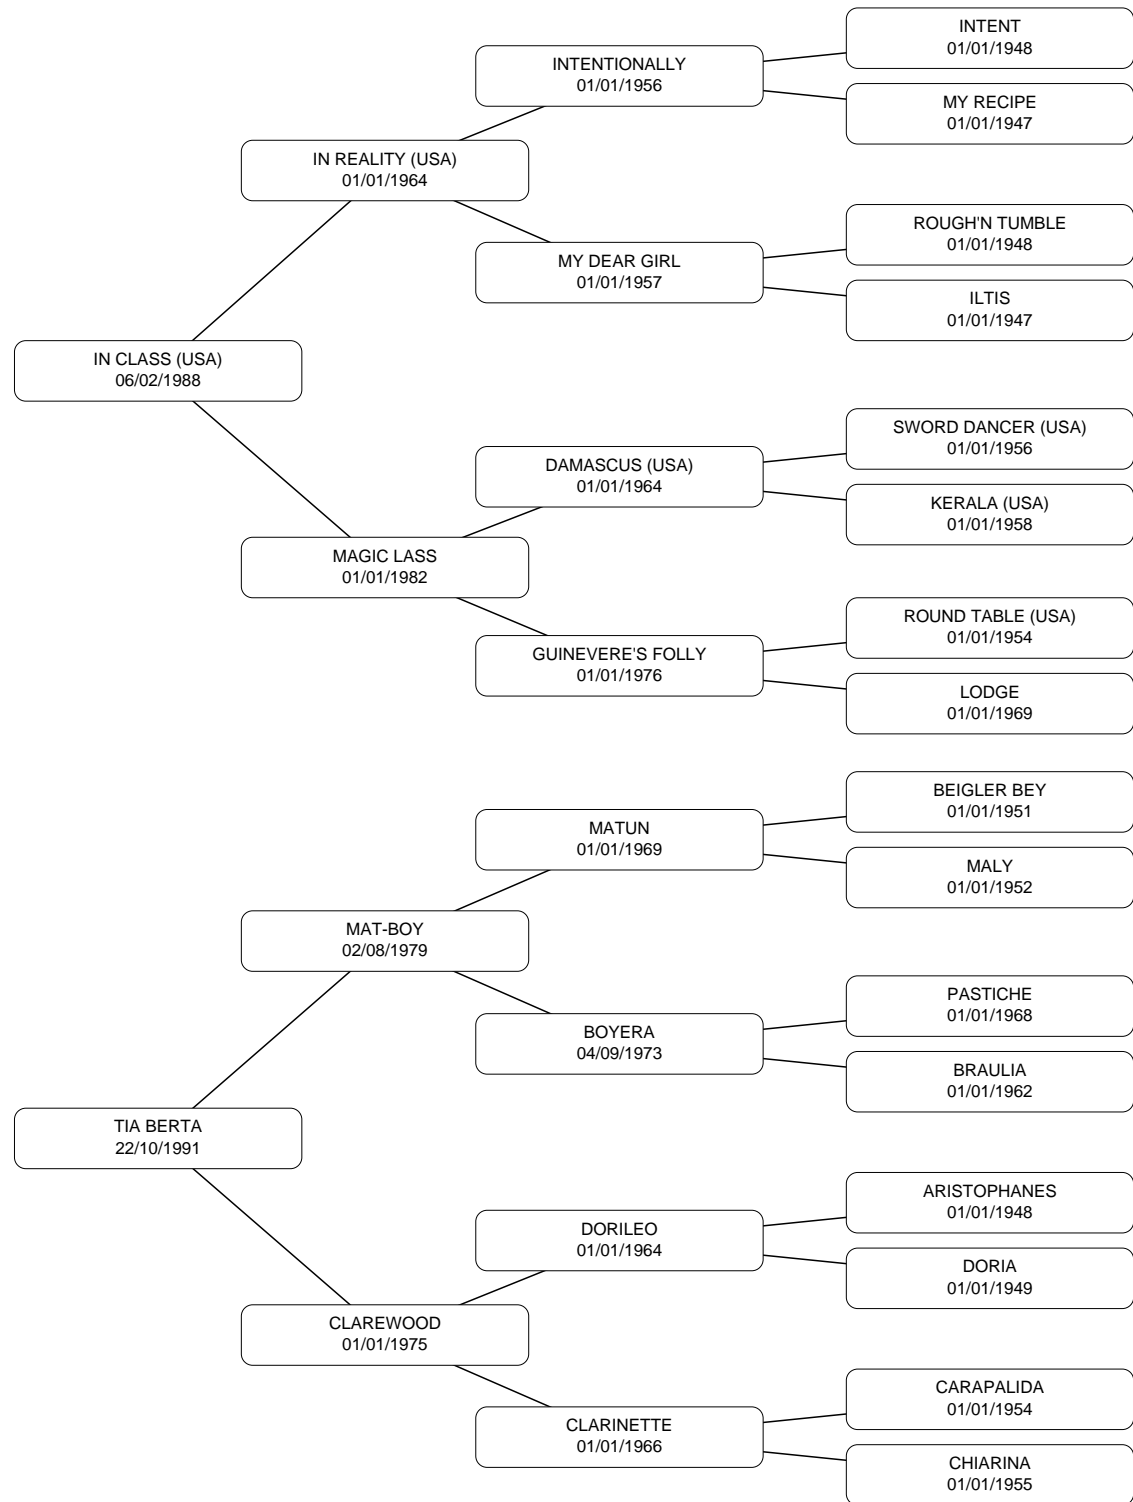 INTENT
01/01/1948
INTENTIONALLY
01/01/1956
MY RECIPE
01/01/1947
IN REALITY (USA)
01/01/1964
ROUGH'N TUMBLE
01/01/1948
MY DEAR GIRL
01/01/1957
ILTIS
01/01/1947
IN CLASS (USA)
06/02/1988
SWORD DANCER (USA)
01/01/1956
DAMASCUS (USA)
01/01/1964
KERALA (USA)
01/01/1958
MAGIC LASS
01/01/1982
ROUND TABLE (USA)
01/01/1954
GUINEVERE'S FOLLY
01/01/1976
LODGE
01/01/1969
BEIGLER BEY
01/01/1951
MATUN
01/01/1969
MALY
01/01/1952
MAT-BOY
02/08/1979
PASTICHE
01/01/1968
BOYERA
04/09/1973
BRAULIA
01/01/1962
TIA BERTA
22/10/1991
ARISTOPHANES
01/01/1948
DORILEO
01/01/1964
DORIA
01/01/1949
CLAREWOOD
01/01/1975
CARAPALIDA
01/01/1954
CLARINETTE
01/01/1966
CHIARINA
01/01/1955